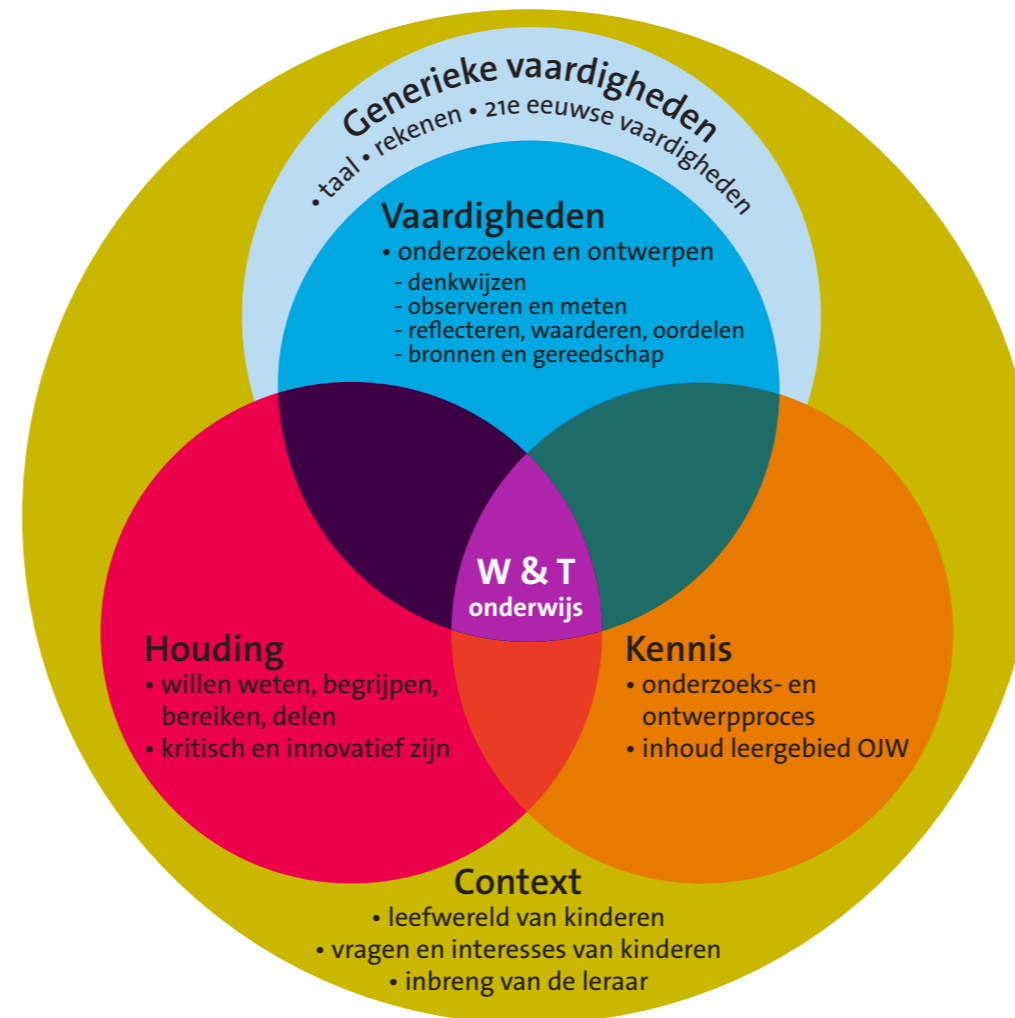 Generieke vaardigheden
• taal • rekenen • 21e eeuwse vaardigheden
Vaardigheden
• onderzoeken en ontwerpen
- denkwijzen
- observeren en meten
- reflecteren, waarderen, oordelen
- bronnen en gereedschap
W & T
onderwijs
Houding
• willen weten, begrijpen,
bereiken, delen
• kritisch en innovatief zijn
Kennis
• onderzoeks- en
ontwerpproces
• inhoud leergebied OJW
Context
• leefwereld van kinderen
• vragen en interesses van kinderen
• inbreng van de leraar